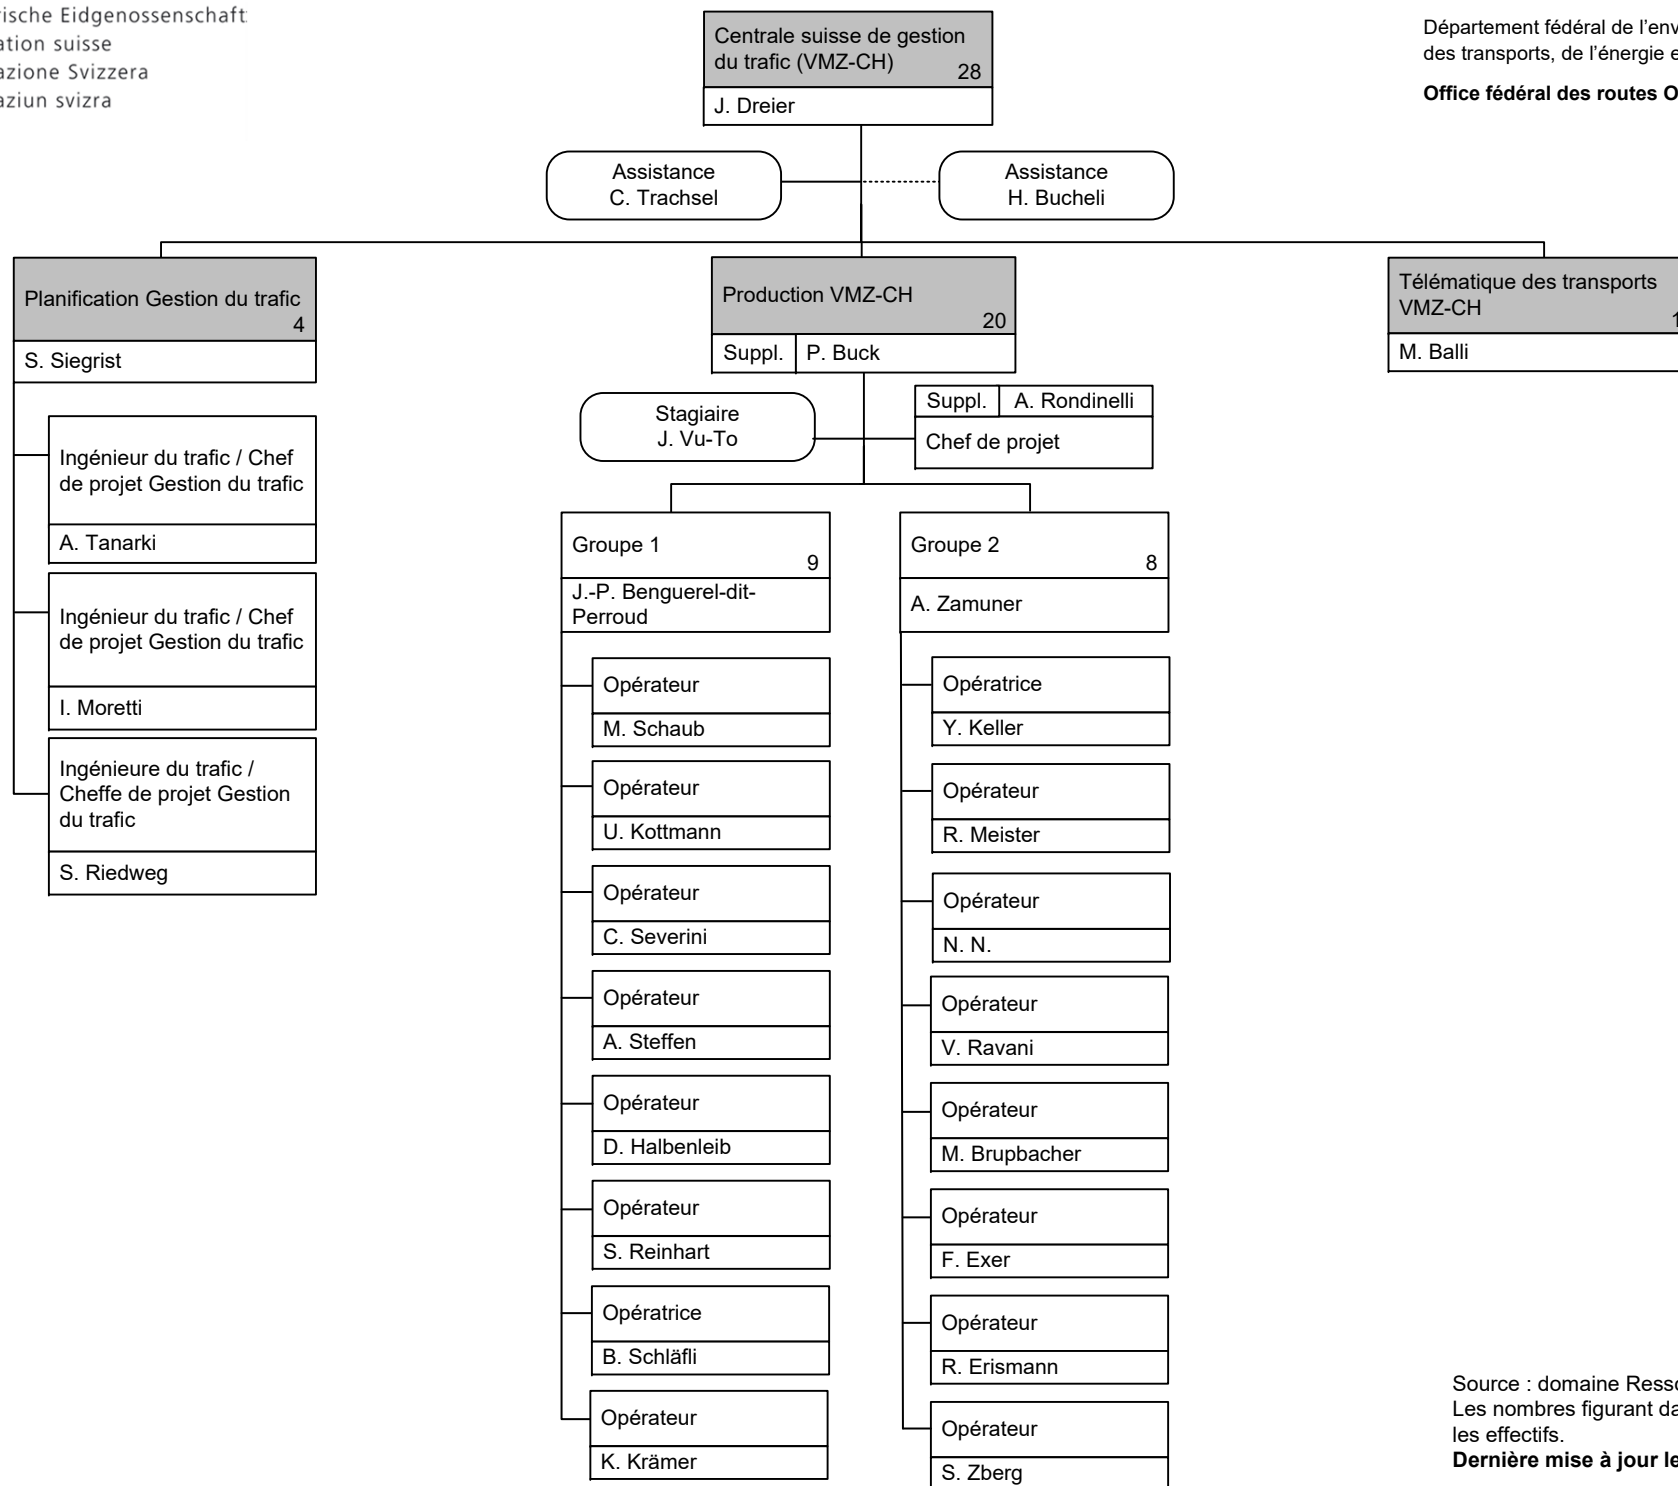 rische Eidgenossenschaft
ation suisse
azione Svizzera
aziun svizra
Département fédéral de l'env
des transports, de l'énergie e
Office fédéral des routes O
Centrale suisse de gestion
du trafic (VMZ-CH)
28
J. Dreier
Assistance
C. Trachsel
Assistance
H. Bucheli
Planification Gestion du trafic
4
S. Siegrist
Ingénieur du trafic / Chef
de projet Gestion du trafic
A. Tanarki
Ingénieur du trafic / Chef
de projet Gestion du trafic
I. Moretti
Ingénieure du trafic /
Cheffe de projet Gestion
du trafic
S. Riedweg
Production VMZ-CH
20
Suppl. P. Buck
Stagiaire
J. Vu-To
Suppl. A. Rondinelli
Chef de projet
Groupe 1
9
J.-P. Benguerel-dit-
Perroud
Opérateur
M. Schaub
Opérateur
U. Kottmann
Opérateur
C. Severini
Opérateur
A. Steffen
Opérateur
D. Halbenleib
Opérateur
S. Reinhart
Opératrice
B. Schläfli
Opérateur
K. Krämer
Groupe 2
8
A. Zamuner
Opératrice
Y. Keller
Opérateur
R. Meister
Opérateur
N. N.
Opérateur
V. Ravani
Opérateur
M. Brupbacher
Opérateur
F. Exer
Opérateur
R. Erismann
Opérateur
S. Zberg
Télématique des transports
VMZ-CH
1
M. Balli
Source : domaine Resso
Les nombres figurant da
les effectifs.
Dernière mise à jour le